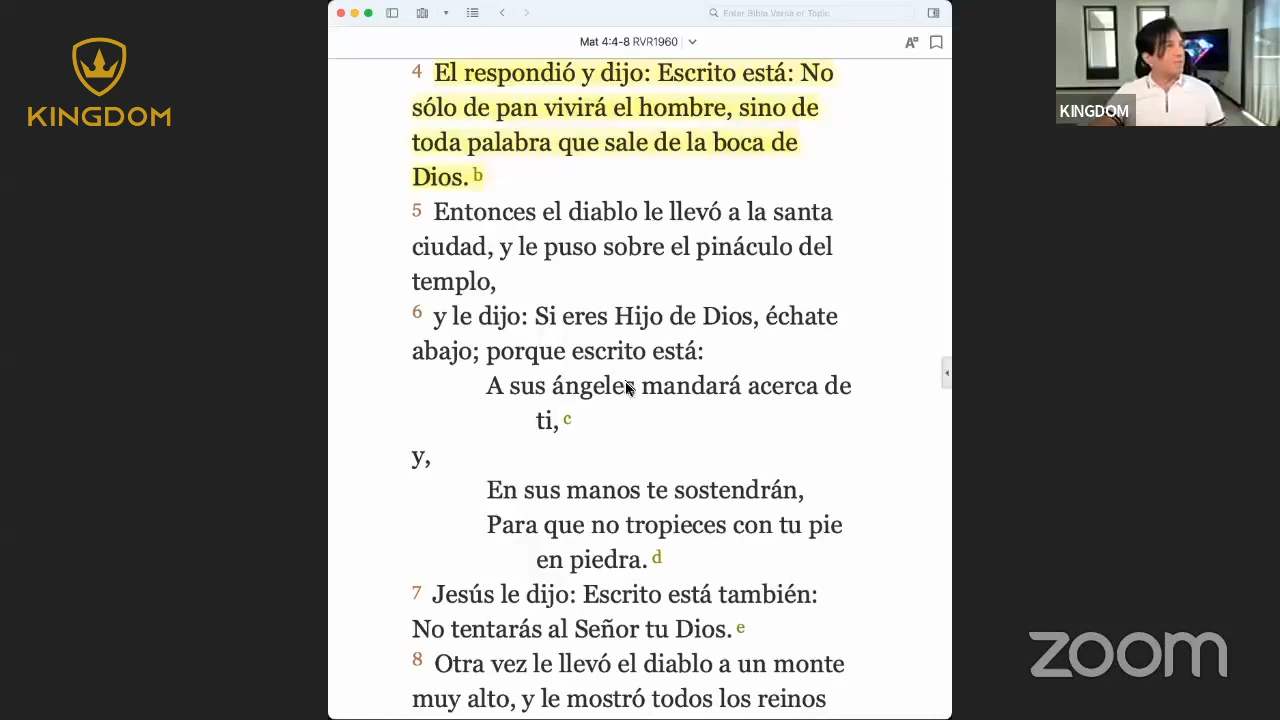 KINGDOM
Enter Bible Verse or Topic
Mat 4:4-8 RVR1960
4 El respondió y dijo: Escrito está: No
sólo de pan vivirá el hombre, sino de
toda palabra que sale de la boca de
Dios. b
5 Entonces el diablo le llevó a la santa
ciudad, y le puso sobre el pináculo del
templo,
6 y le dijo: Si eres Hijo de Dios, échate
abajo; porque escrito está:
A sus ángeles mandará acerca de
ti, c
y,
En sus manos te sostendrán,
Para que no tropieces con tu pie
en piedra. d
7 Jesús le dijo: Escrito está también:
No tentarás al Señor tu Dios. e
8 Otra vez le llevó el diablo a un monte
muy alto, y le mostró todos los reinos
KINGDOM
zoom